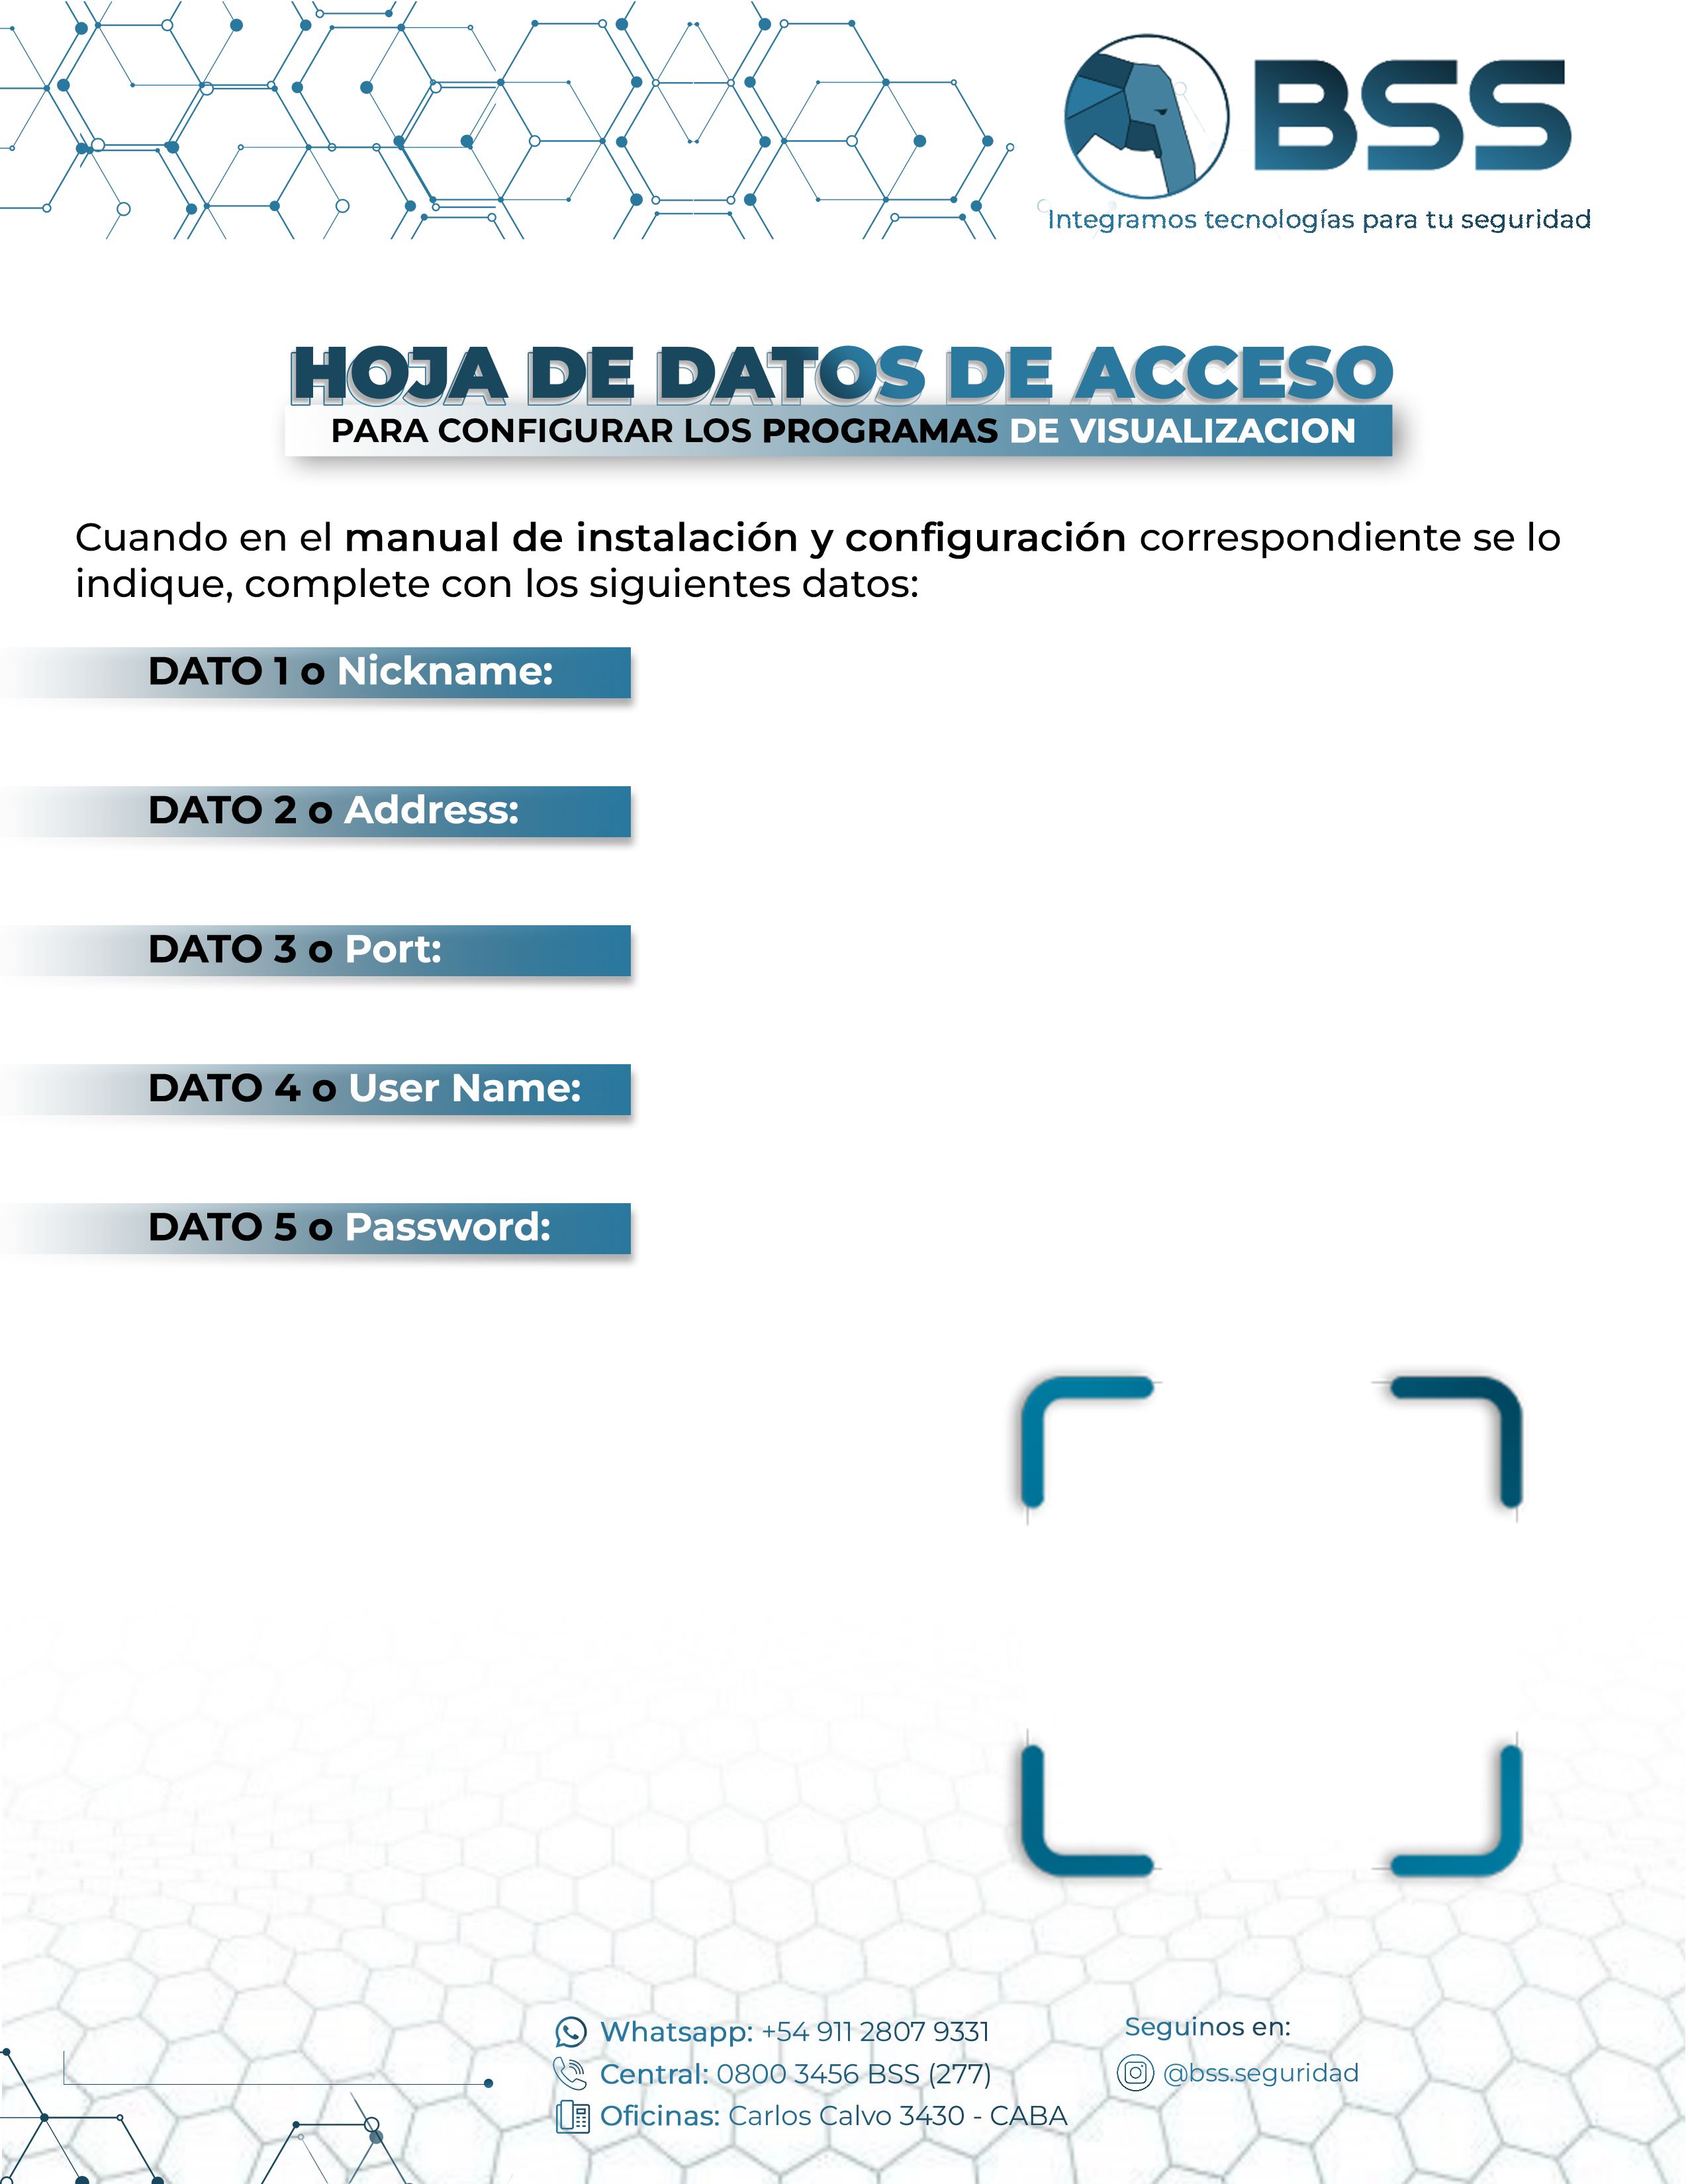 BSS
Integramos tecnologías para tu seguridad
HOJA DE DATOS DE ACCESO
PARA CONFIGURAR LOS PROGRAMAS DE VISUALIZACION
Cuando en el manual de instalación y configuración correspondiente se lo
indique, complete con los siguientes datos:
DATO 1 o Nickname:
DATO 2 o Address:
DATO 3 o Port:
DATO 4 o User Name:
DATO 5 o Password:
Whatsapp: +54 911 2807 9331
Central: 0800 3456 BSS (277)
Oficinas: Carlos Calvo 3430 - CABA
Seguinos en:
@bss.seguridad